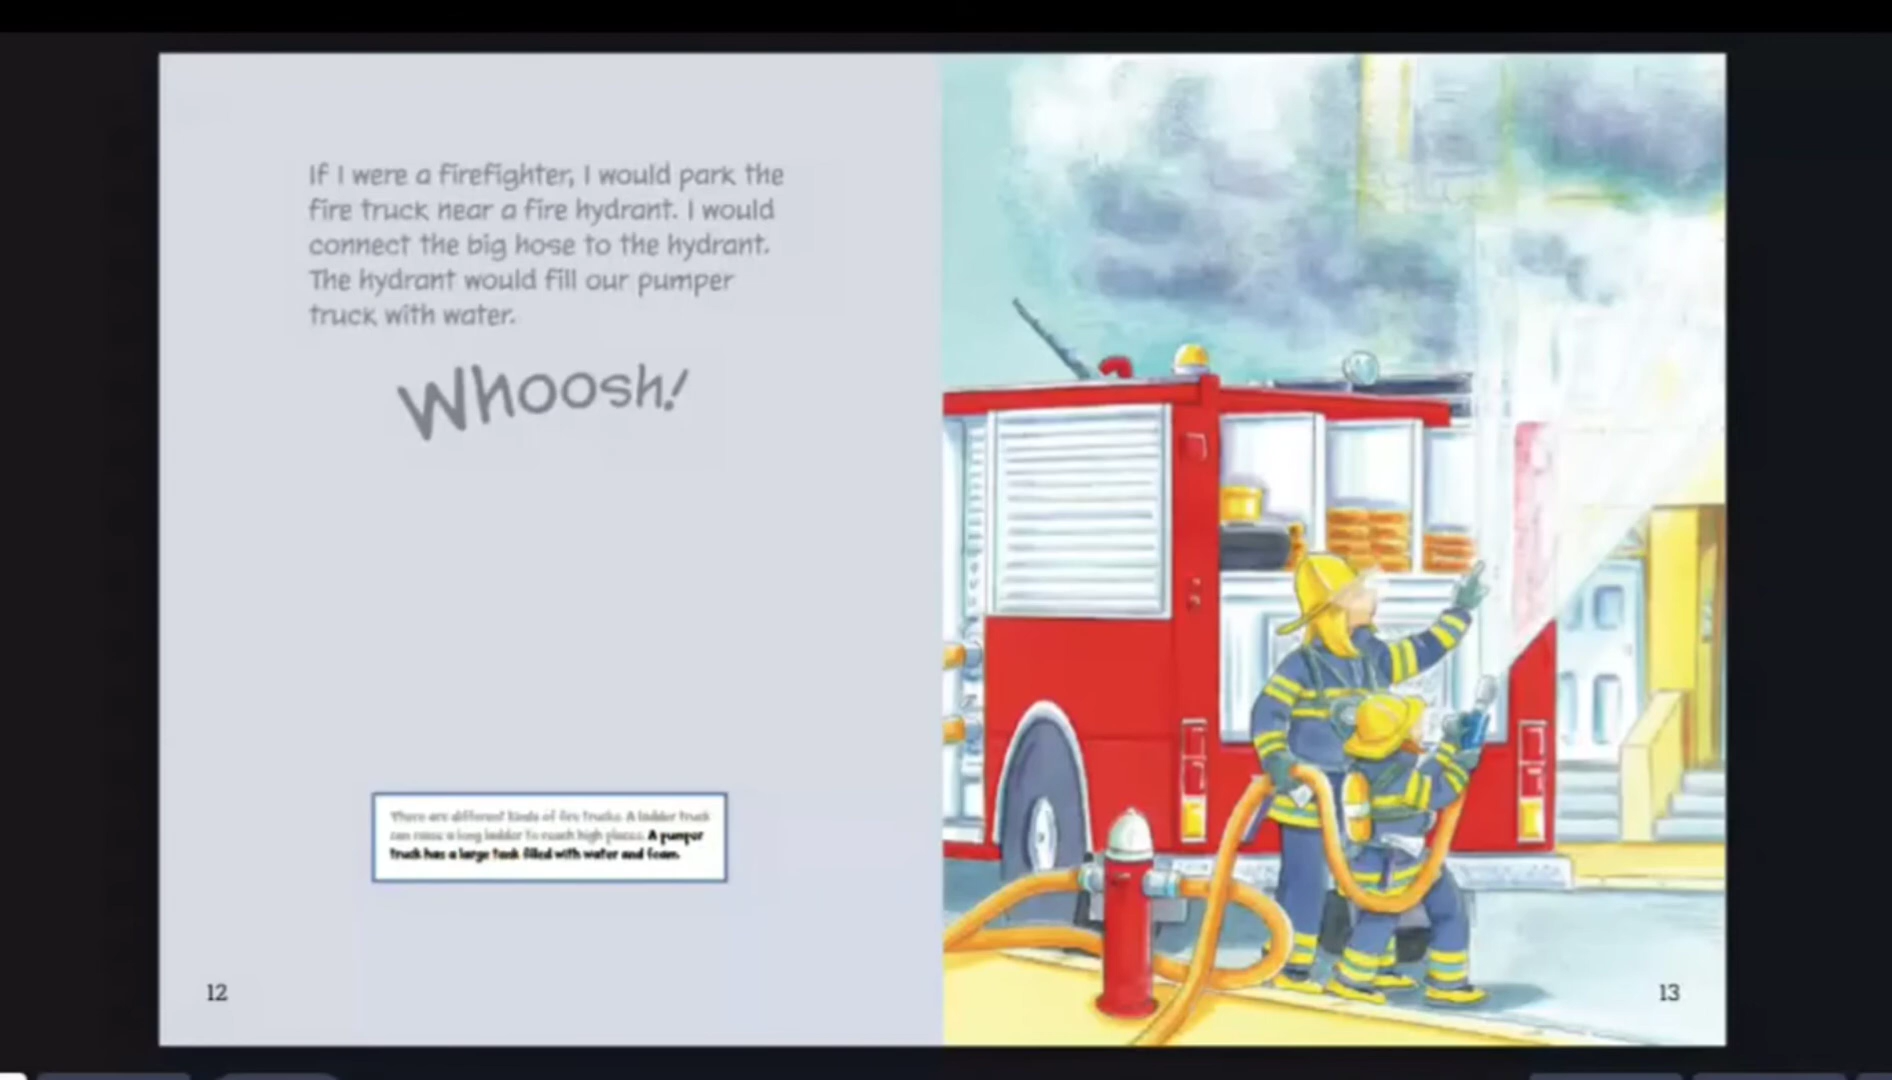 If I were a firefighter, I would park the
fire truck near a fire hydrant. I would
connect the big hose to the hydrant.
The hydrant would fill our pumper
truck with water.
Whoosh!
There are different kinds of fire trucks. A ladder truck
can raise a long ladder to reach high places. A pumper
truck has a large tank filled with water and foam.
12
13